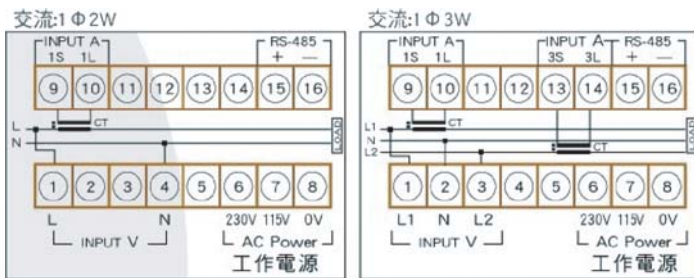 交流:1Φ2W
INPUT A RS-485
1S 1L + —
9 10 11 12 13 14 15 16
L CT
N LOAD
1 2 3 4 5 6 7 8
L N 230V 115V 0V
INPUT V AC Power
工作電源
交流:1Φ3W
INPUT A INPUT A RS-485
1S 1L 3S 3L + —
9 10 11 12 13 14 15 16
L1 CT
N LOAD
L2 CT
1 2 3 4 5 6 7 8
L1 N L2 230V 115V 0V
INPUT V AC Power
工作電源